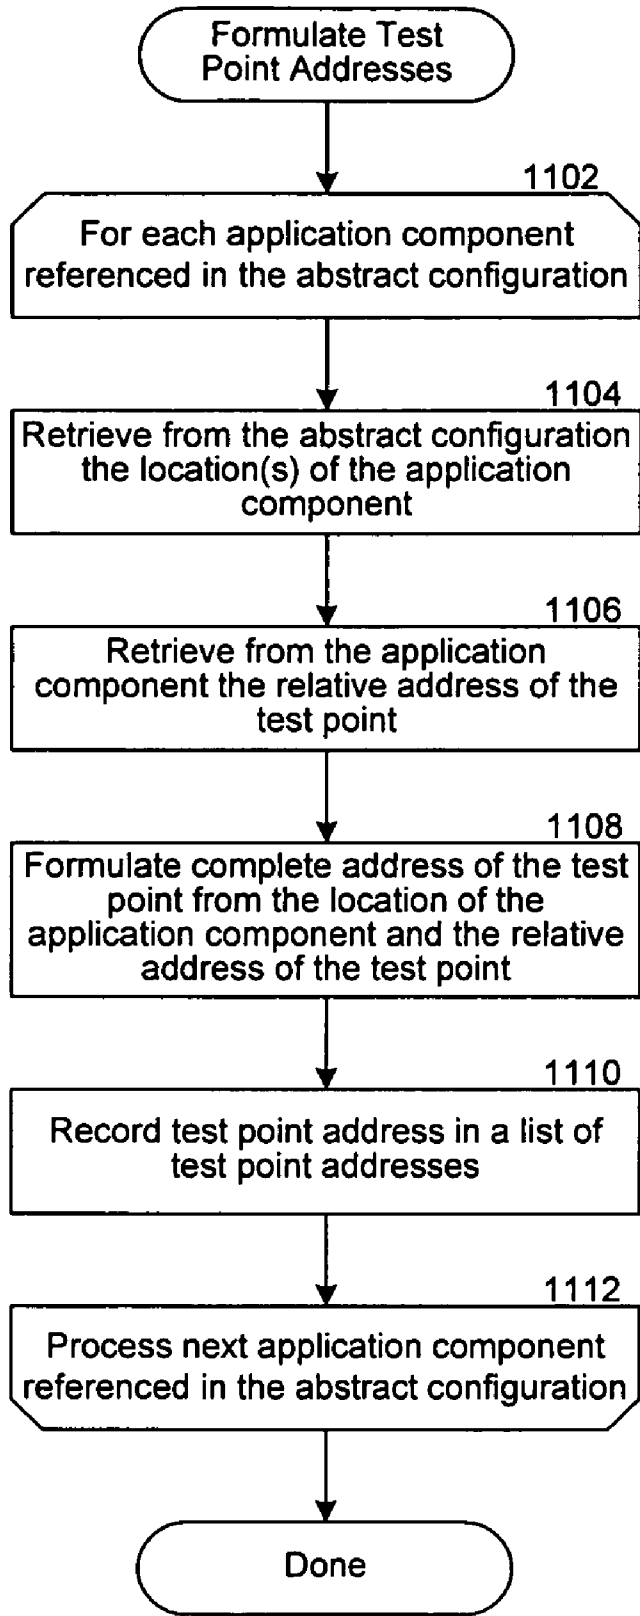 Formulate Test
Point Addresses
1102
For each application component
referenced in the abstract configuration
1104
Retrieve from the abstract configuration
the location(s) of the application
component
1106
Retrieve from the application
component the relative address of the
test point
1108
Formulate complete address of the test
point from the location of the
application component and the relative
address of the test point
1110
Record test point address in a list of
test point addresses
1112
Process next application component
referenced in the abstract configuration
Done